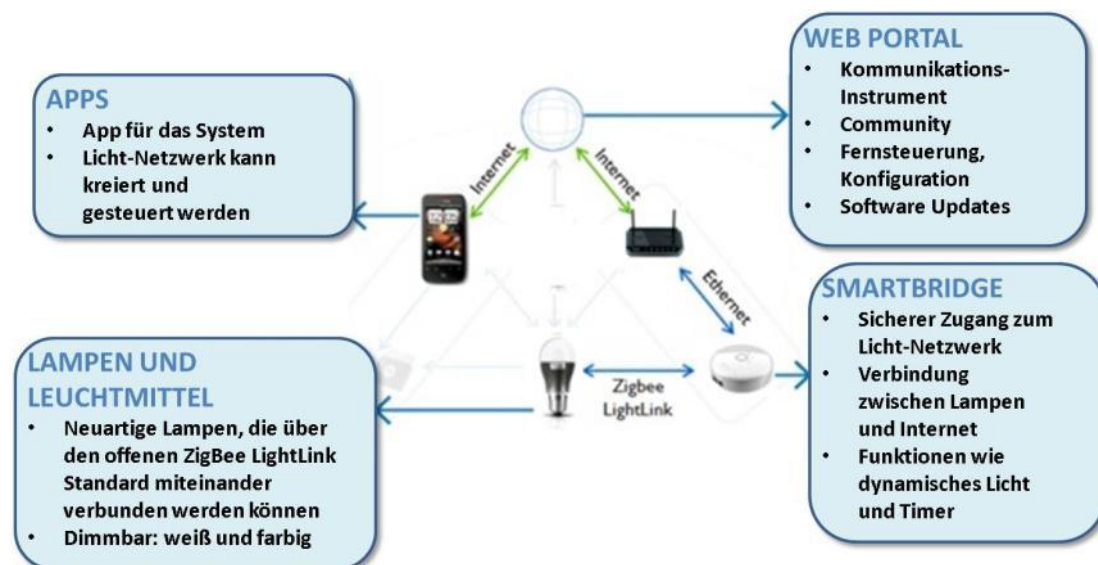 WEB PORTAL
• Kommunikations-
Instrument
• Community
• Fernsteuerung,
Konfiguration
• Software Updates
APPS
• App für das System
• Licht-Netzwerk kann
kreiert und
gesteuert werden
Internet
Internet
Ethernet
Zigbee
LightLink
SMARTBRIDGE
• Sicherer Zugang zum
Licht-Netzwerk
• Verbindung
zwischen Lampen
und Internet
• Funktionen wie
dynamisches Licht
und Timer
LAMPEN UND
LEUCHTMITTEL
• Neuartige Lampen, die über
den offenen ZigBee LightLink
Standard miteinander
verbunden werden können
• Dimmbar: weiß und farbig